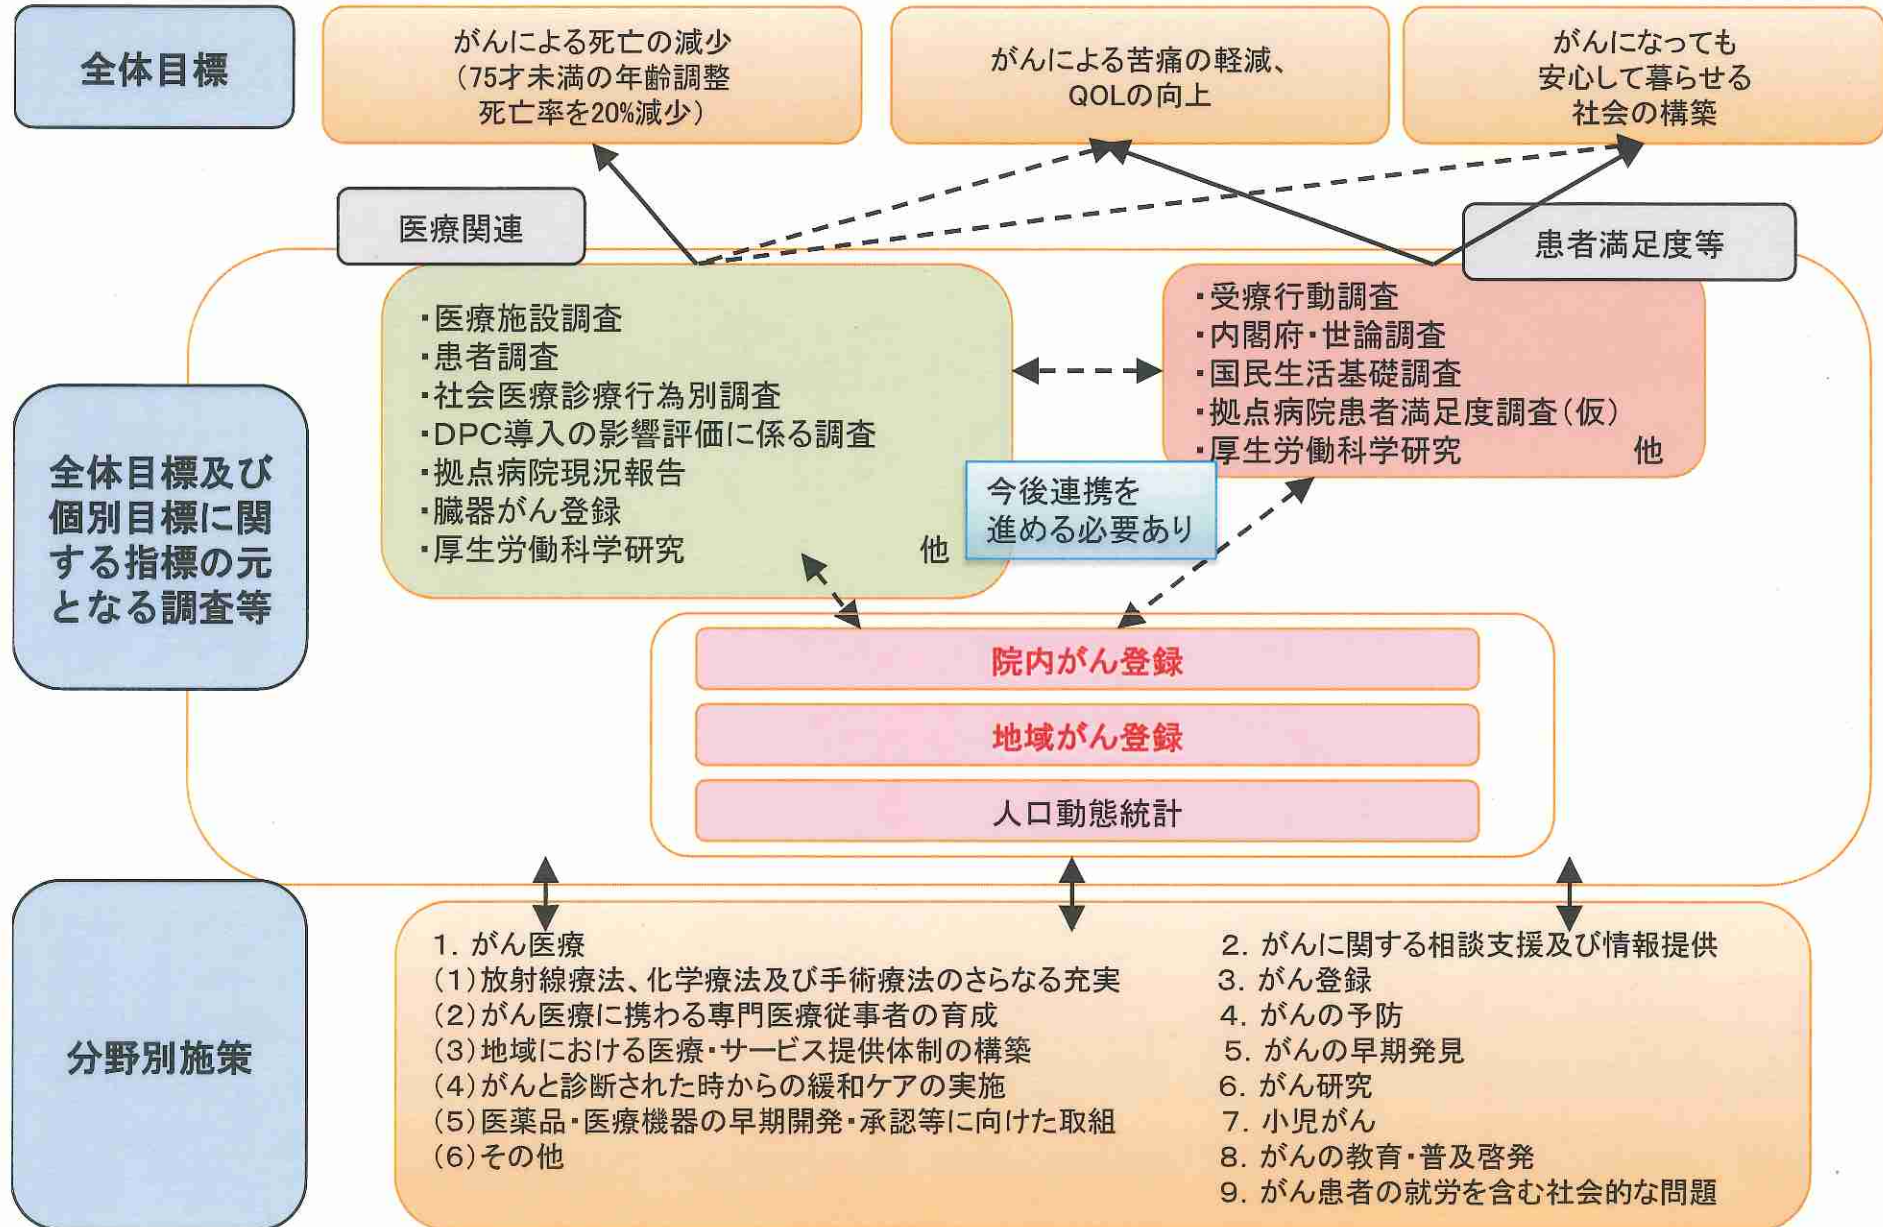 全体目標
がんによる死亡の減少
(75才未満の年齢調整
死亡率を20%減少)
がんによる苦痛の軽減、
QOLの向上
がんになっても
安心して暮らせる
社会の構築
医療関連
患者満足度等
全体目標及び
個別目標に関
する指標の元
となる調査等
・医療施設調査
・患者調査
・社会医療診療行為別調査
・DPC導入の影響評価に係る調査
・拠点病院現況報告
・臓器がん登録
・厚生労働科学研究 他
・受療行動調査
・内閣府・世論調査
・国民生活基礎調査
・拠点病院患者満足度調査(仮)
・厚生労働科学研究 他
今後連携を
進める必要あり
院内がん登録
地域がん登録
人口動態統計
分野別施策
1. がん医療
(1)放射線療法、化学療法及び手術療法のさらなる充実
(2)がん医療に携わる専門医療従事者の育成
(3)地域における医療・サービス提供体制の構築
(4)がんと診断された時からの緩和ケアの実施
(5)医薬品・医療機器の早期開発・承認等に向けた取組
(6)その他
2. がんに関する相談支援及び情報提供
3. がん登録
4. がんの予防
5. がんの早期発見
6. がん研究
7. 小児がん
8. がんの教育・普及啓発
9. がん患者の就労を含む社会的な問題